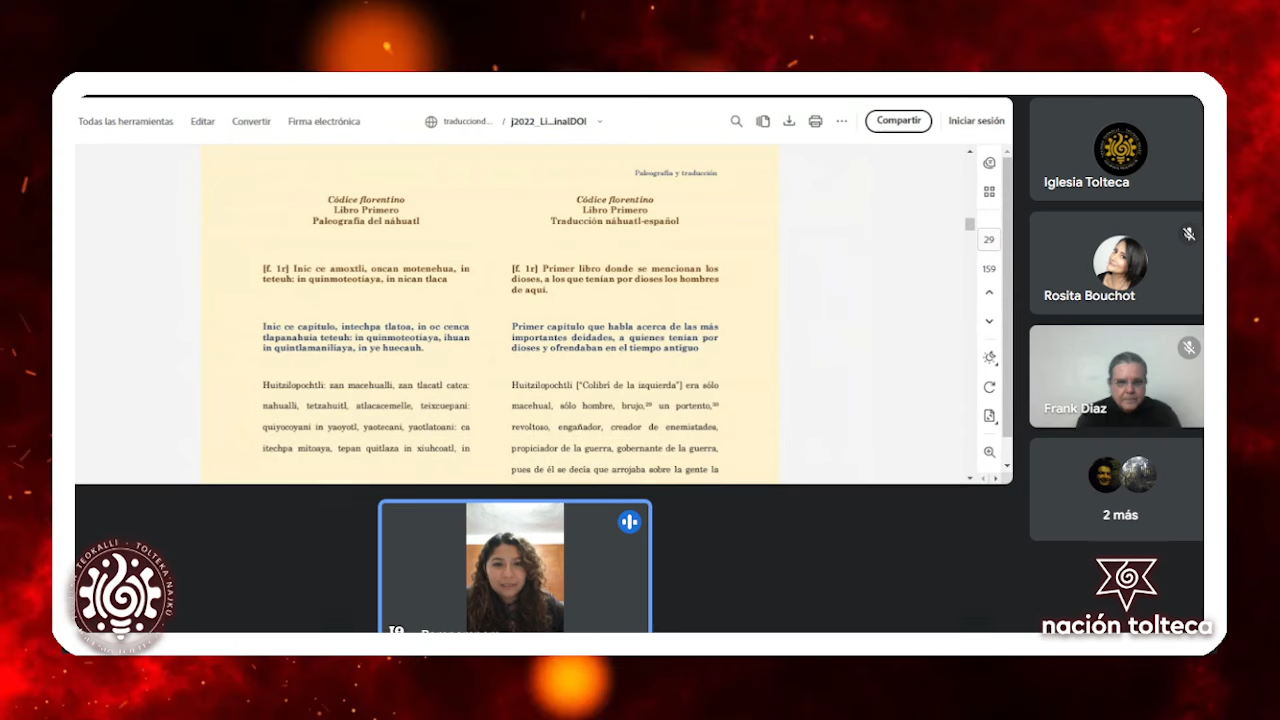 Todas las herramientas Editar Convertir Firma electrónica traducciond... / j2022_Li...inalDOI Compartir Iniciar sesión
Paleografía y traducción
Códice florentino
Libro Primero
Paleografía del náhuatl
[f. 1r] Inic ce amoxtli, oncan motenehua, in
teteuh: in quinmoteotiaya, in nican tlaca
Inic ce capitulo, intechpa tlatoa, in oc cenca
tlapanahuia teteuh: in quinmoteotiaya, ihuan
in quintlamaniliaya, in ye huecauh.
Huitzilopochtli: zan macehualli, zan tlacatl catca:
nahualli, tetzahuitl, atlacacemelle, teixcuepani:
quiyocoyani in yaoyotl, yaotecani, yaotlatoani: ca
itechpa mitoaya, tepan quitlaza in xiuhcoatl, in
Códice florentino
Libro Primero
Traducción náhuatl-español
[f. 1r] Primer libro donde se mencionan los
dioses, a los que tenían por dioses los hombres
de aquí.
Primer capítulo que habla acerca de las más
importantes deidades, a quienes tenían por
dioses y ofrendaban en el tiempo antiguo
Huitzilopochtli ["Colibrí de la izquierda"] era sólo
macehual, sólo hombre, brujo,²⁹ un portento,³⁰
revoltoso, engañador, creador de enemistades,
propiciador de la guerra, gobernante de la guerra,
pues de él se decía que arrojaba sobre la gente la
29
159
Iglesia Tolteca
Rosita Bouchot
Frank Díaz
2 más
TEOKALLI · TOLTEKA
nación tolteca